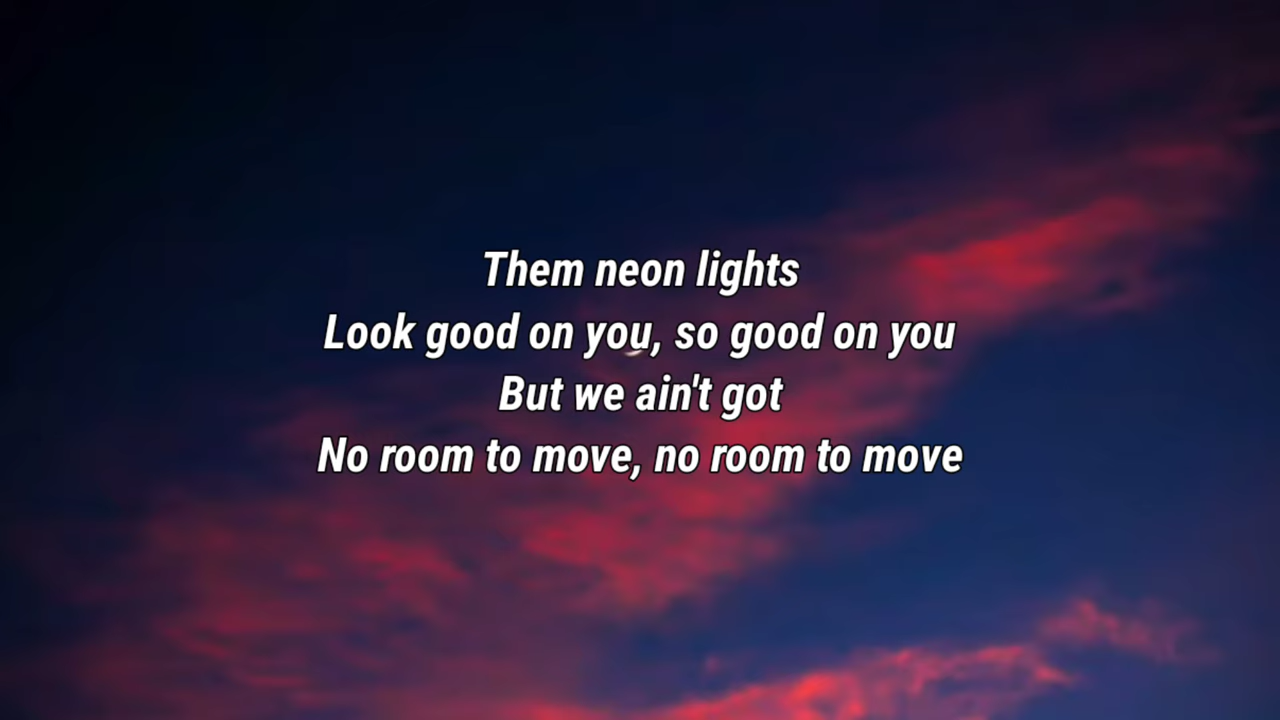 Them neon lights
Look good on you, so good on you
But we ain't got
No room to move, no room to move